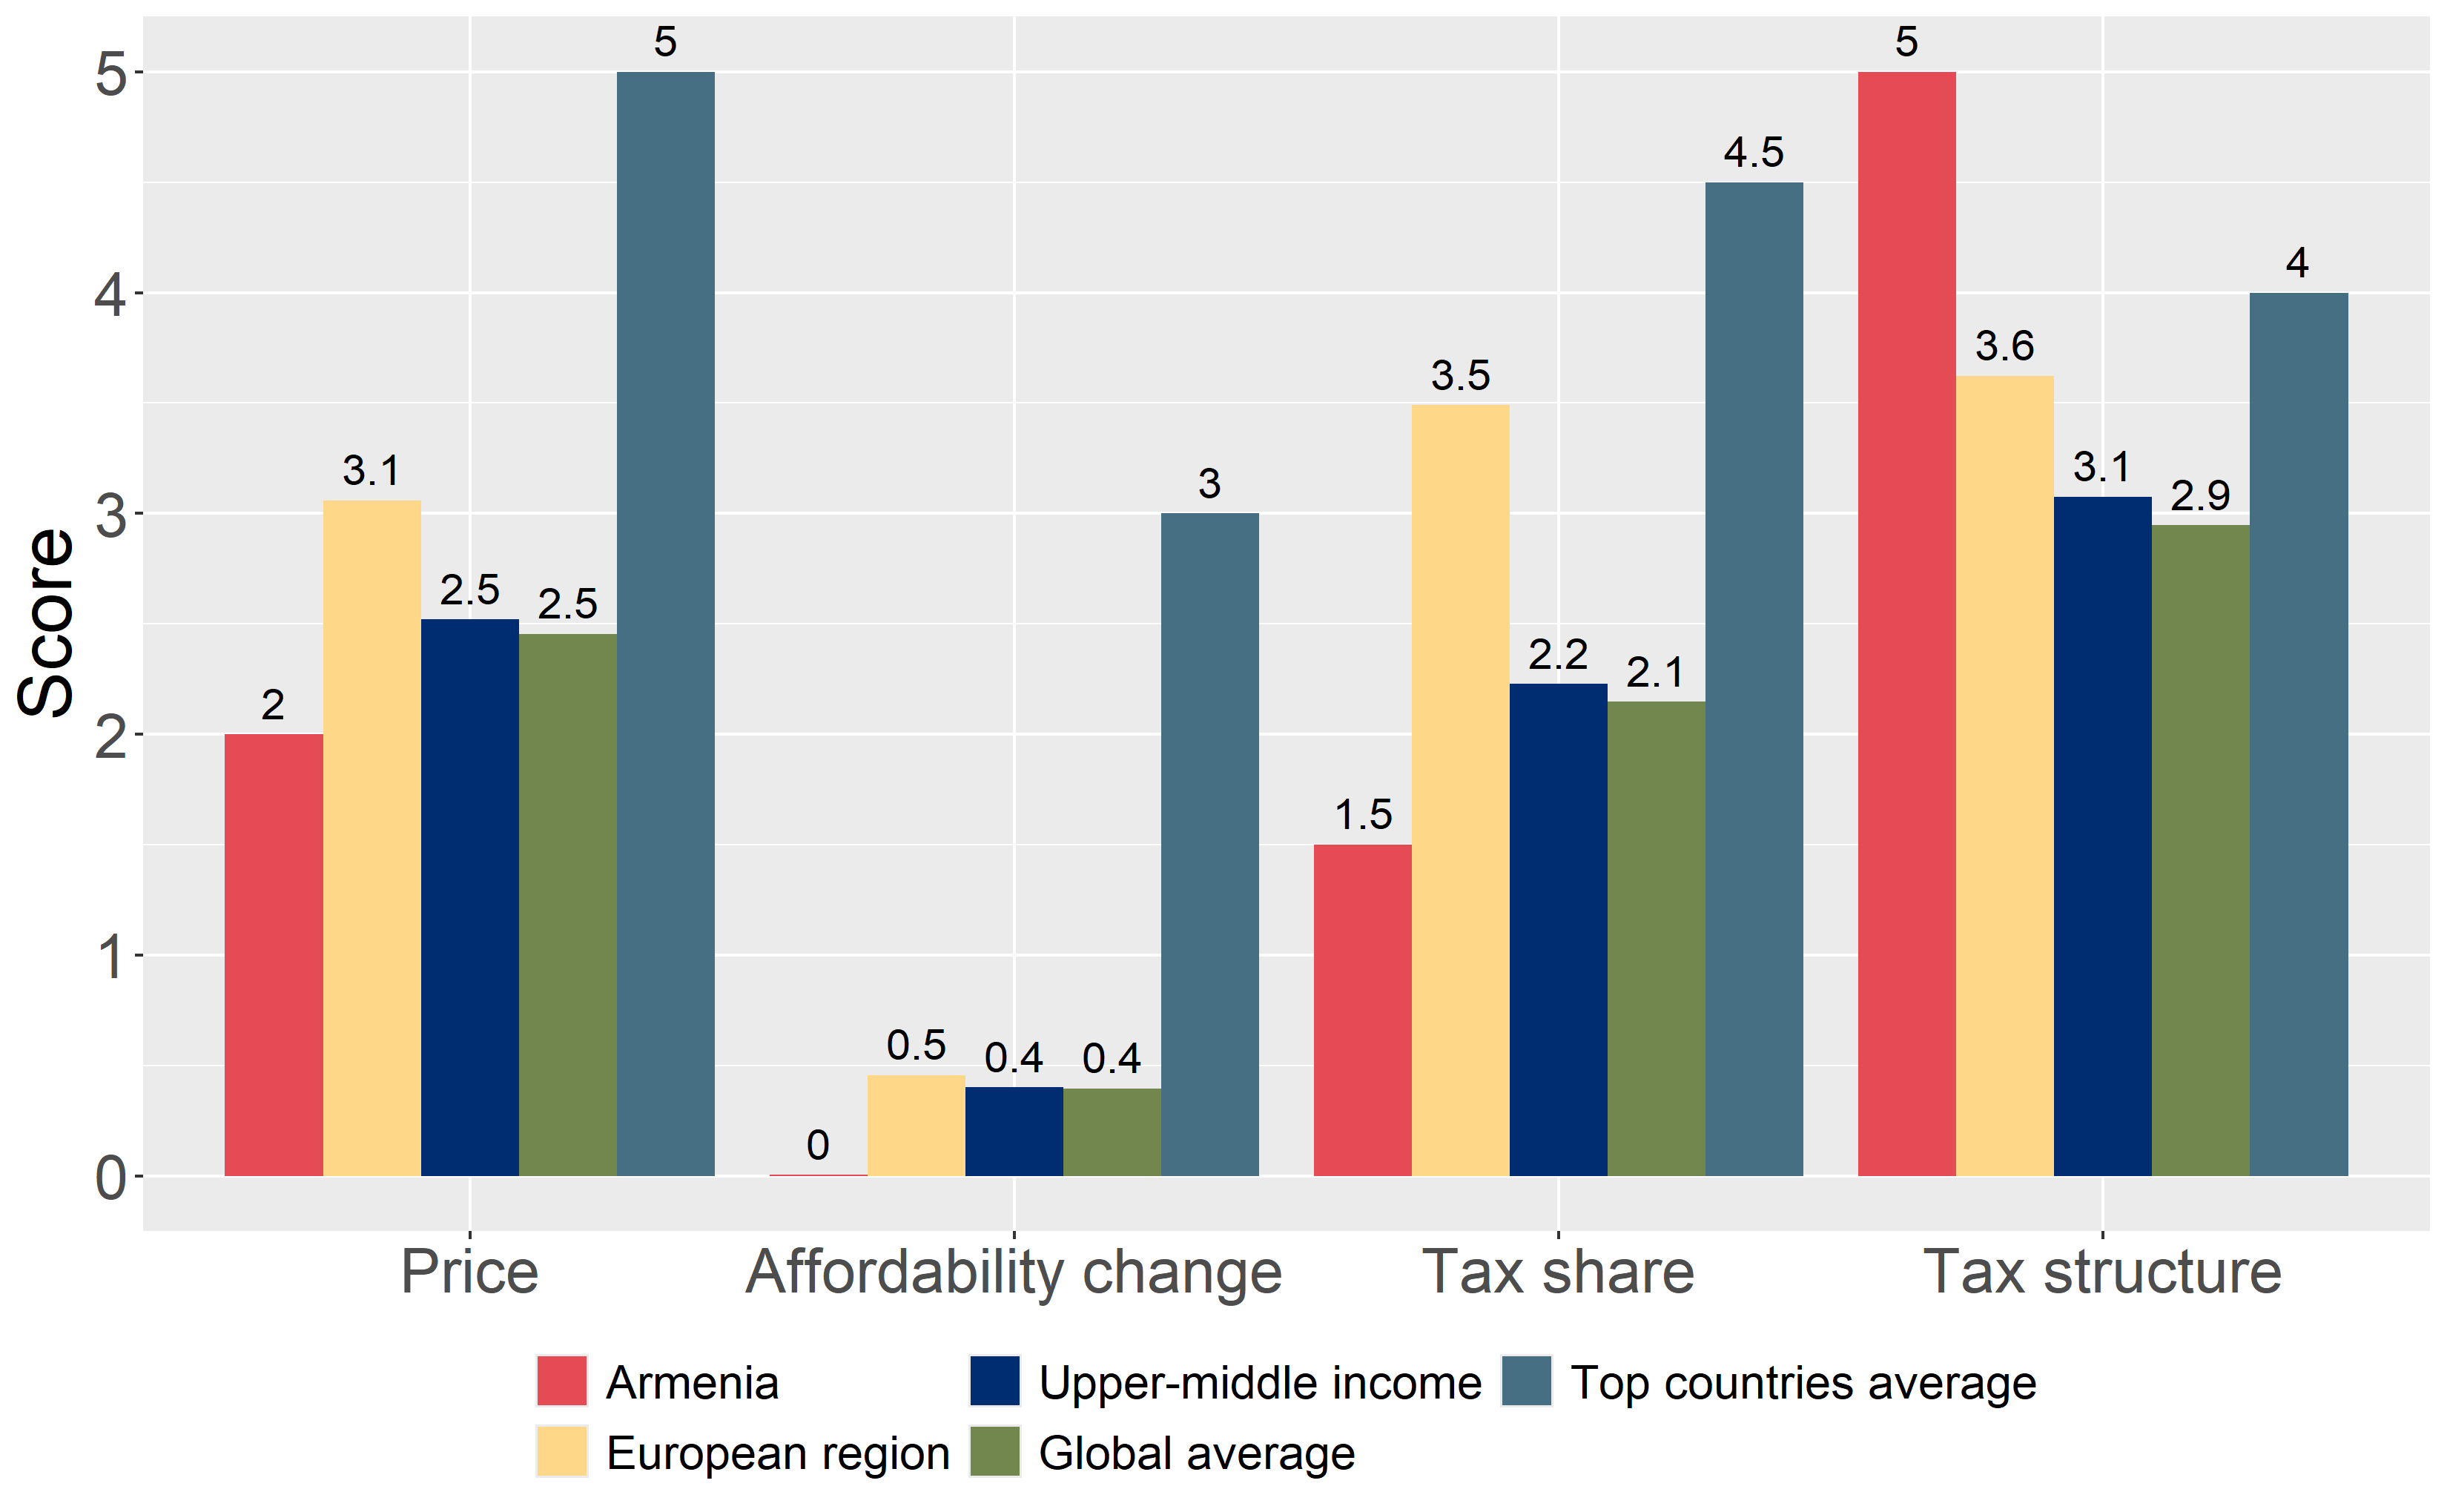 Score
5
4
3
2
1
0
2
3.1
2.5
2.5
5
0
0.5
0.4
0.4
3
1.5
3.5
2.2
2.1
4.5
5
3.6
3.1
2.9
4
Price
Affordability change
Tax share
Tax structure
Armenia
Upper-middle income
Top countries average
European region
Global average